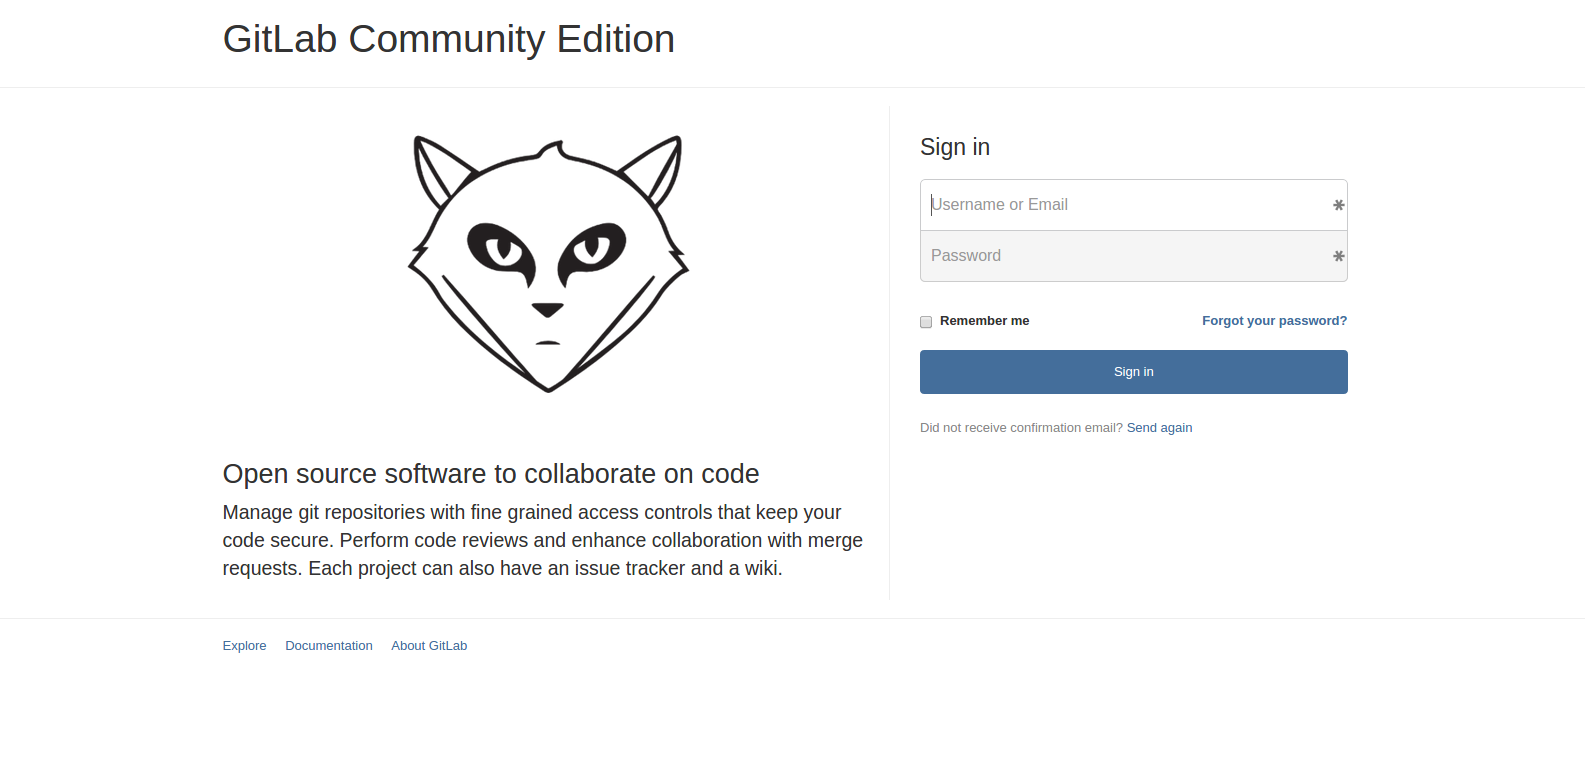 GitLab Community Edition
Sign in
Username or Email
Password
Remember me
Forgot your password?
Sign in
Did not receive confirmation email? Send again
Open source software to collaborate on code
Manage git repositories with fine grained access controls that keep your
code secure. Perform code reviews and enhance collaboration with merge
requests. Each project can also have an issue tracker and a wiki.
Explore Documentation About GitLab